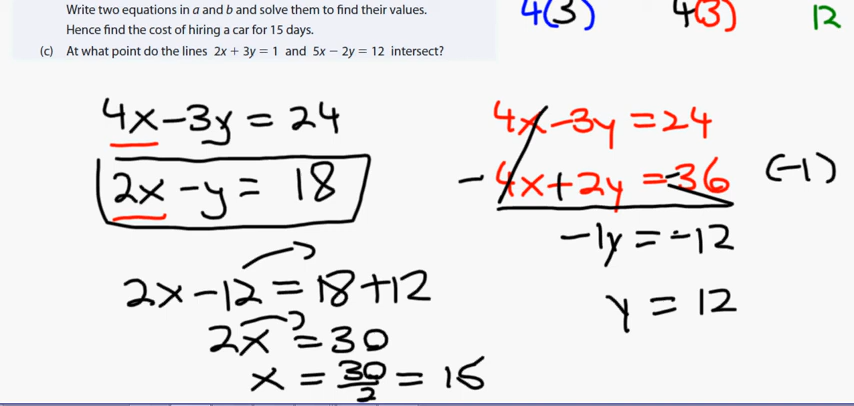 Write two equations in a and b and solve them to find their values.
Hence find the cost of hiring a car for 15 days.
(c) At what point do the lines 2x + 3y = 1 and 5x − 2y = 12 intersect?
4(3) 4(3) 12
4x-3y = 24
2x -y = 18
2x -12 = 18+12
2x = 30
x = 30/2 = 15
4x -3y = 24
- 4x+2y = -36 (-1)
-1y = -12
y = 12